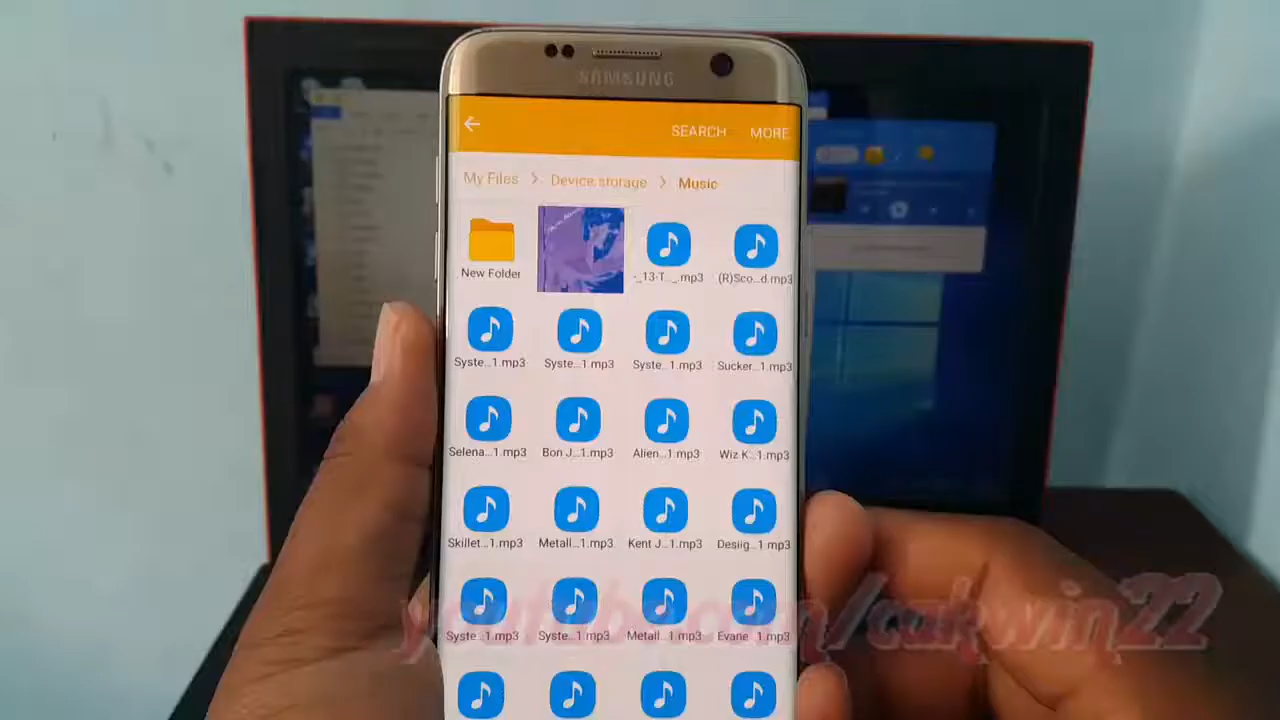 SAMSUNG
SEARCH MORE
My Files > Device storage > Music
New Folder
-_13-T..._.mp3
(R)Sco...d.mp3
Syste...1.mp3
Syste...1.mp3
Syste...1.mp3
Sucker...1.mp3
Selena...1.mp3
Bon J...1.mp3
Alien...1.mp3
Wiz K...1.mp3
Skillet...1.mp3
Metall...1.mp3
Kent J...1.mp3
Desiig...1.mp3
Syste...1.mp3
Syste...1.mp3
Metall...1.mp3
Evane...1.mp3
youtube.com/cakwin22